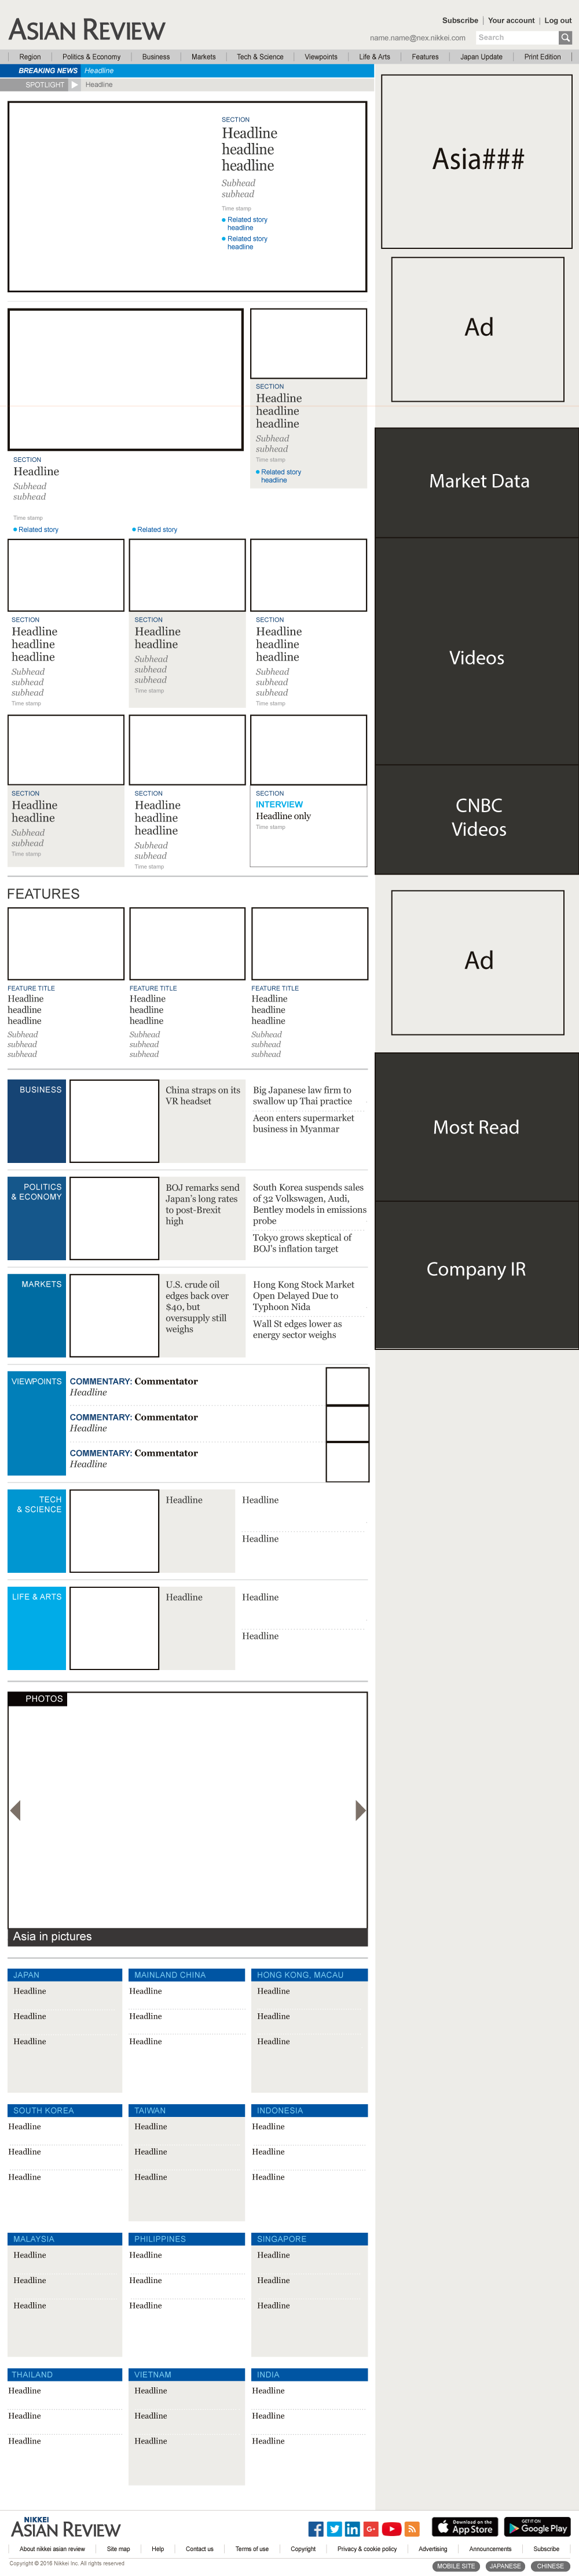 Subscribe | Your account | Log out
ASIAN REVIEW
name.name@nex.nikkei.com
Search
Region | Politics & Economy | Business | Markets | Tech & Science | Viewpoints | Life & Arts | Features | Japan Update | Print Edition
BREAKING NEWS Headline
SPOTLIGHT Headline
SECTION
Headline
headline
headline
Subhead
subhead
Time stamp
Related story
headline
Related story
headline
SECTION
Headline
Subhead
subhead
Time stamp
Related story
Related story
SECTION
Headline
headline
headline
Subhead
subhead
Time stamp
Related story
headline
SECTION
Headline
headline
headline
Subhead
subhead
subhead
Time stamp
SECTION
Headline
headline
Subhead
subhead
subhead
Time stamp
SECTION
Headline
headline
headline
Subhead
subhead
subhead
Time stamp
SECTION
Headline
headline
Subhead
subhead
Time stamp
SECTION
Headline
headline
headline
Subhead
subhead
Time stamp
SECTION
INTERVIEW
Headline only
Time stamp
FEATURES
FEATURE TITLE
Headline
headline
headline
Subhead
subhead
subhead
FEATURE TITLE
Headline
headline
headline
Subhead
subhead
subhead
FEATURE TITLE
Headline
headline
headline
Subhead
subhead
subhead
BUSINESS
China straps on its
VR headset
Big Japanese law firm to
swallow up Thai practice
Aeon enters supermarket
business in Myanmar
POLITICS
& ECONOMY
BOJ remarks send
Japan's long rates
to post-Brexit
high
South Korea suspends sales
of 32 Volkswagen, Audi,
Bentley models in emissions
probe
Tokyo grows skeptical of
BOJ's inflation target
MARKETS
U.S. crude oil
edges back over
$40, but
oversupply still
weighs
Hong Kong Stock Market
Open Delayed Due to
Typhoon Nida
Wall St edges lower as
energy sector weighs
VIEWPOINTS
COMMENTARY: Commentator
Headline
COMMENTARY: Commentator
Headline
COMMENTARY: Commentator
Headline
TECH
& SCIENCE
Headline
Headline
Headline
LIFE & ARTS
Headline
Headline
Headline
PHOTOS
Asia in pictures
JAPAN
Headline
Headline
Headline
MAINLAND CHINA
Headline
Headline
Headline
HONG KONG, MACAU
Headline
Headline
Headline
SOUTH KOREA
Headline
Headline
Headline
TAIWAN
Headline
Headline
Headline
INDONESIA
Headline
Headline
Headline
MALAYSIA
Headline
Headline
Headline
PHILIPPINES
Headline
Headline
Headline
SINGAPORE
Headline
Headline
Headline
THAILAND
Headline
Headline
Headline
VIETNAM
Headline
Headline
Headline
INDIA
Headline
Headline
Headline
Asia###
Ad
Market Data
Videos
CNBC
Videos
Ad
Most Read
Company IR
NIKKEI
ASIAN REVIEW
Download on the
App Store
GET IT ON
Google Play
About nikkei asian review | Site map | Help | Contact us | Terms of use | Copyright | Privacy & cookie policy | Advertising | Announcements | Subscribe
Copyright © 2016 Nikkei Inc. All rights reserved
MOBILE SITE JAPANESE CHINESE